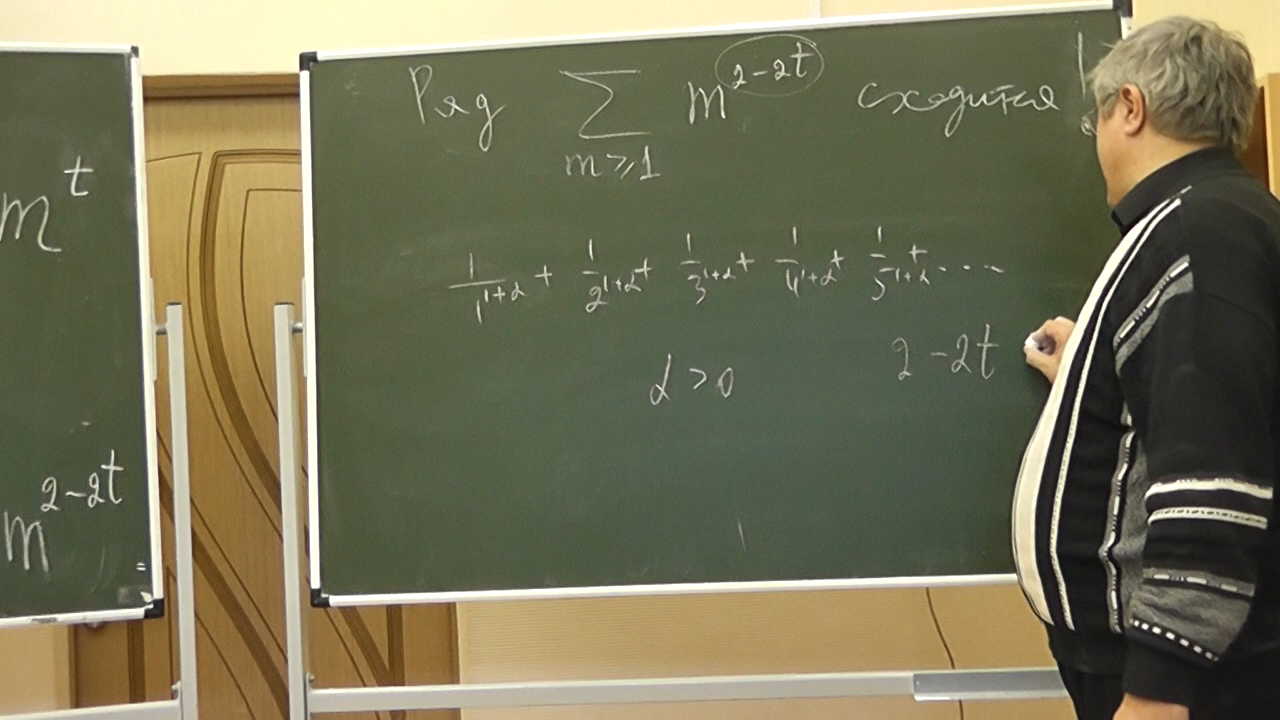 m^t
m^{2-2t}
Ряд ∑_{m⩾1} m^{2-2t} сходится
1/1^{1+α} + 1/2^{1+α} + 1/3^{1+α} + 1/4^{1+α} + 1/5^{1+α} + ....
α > 0
2 - 2t